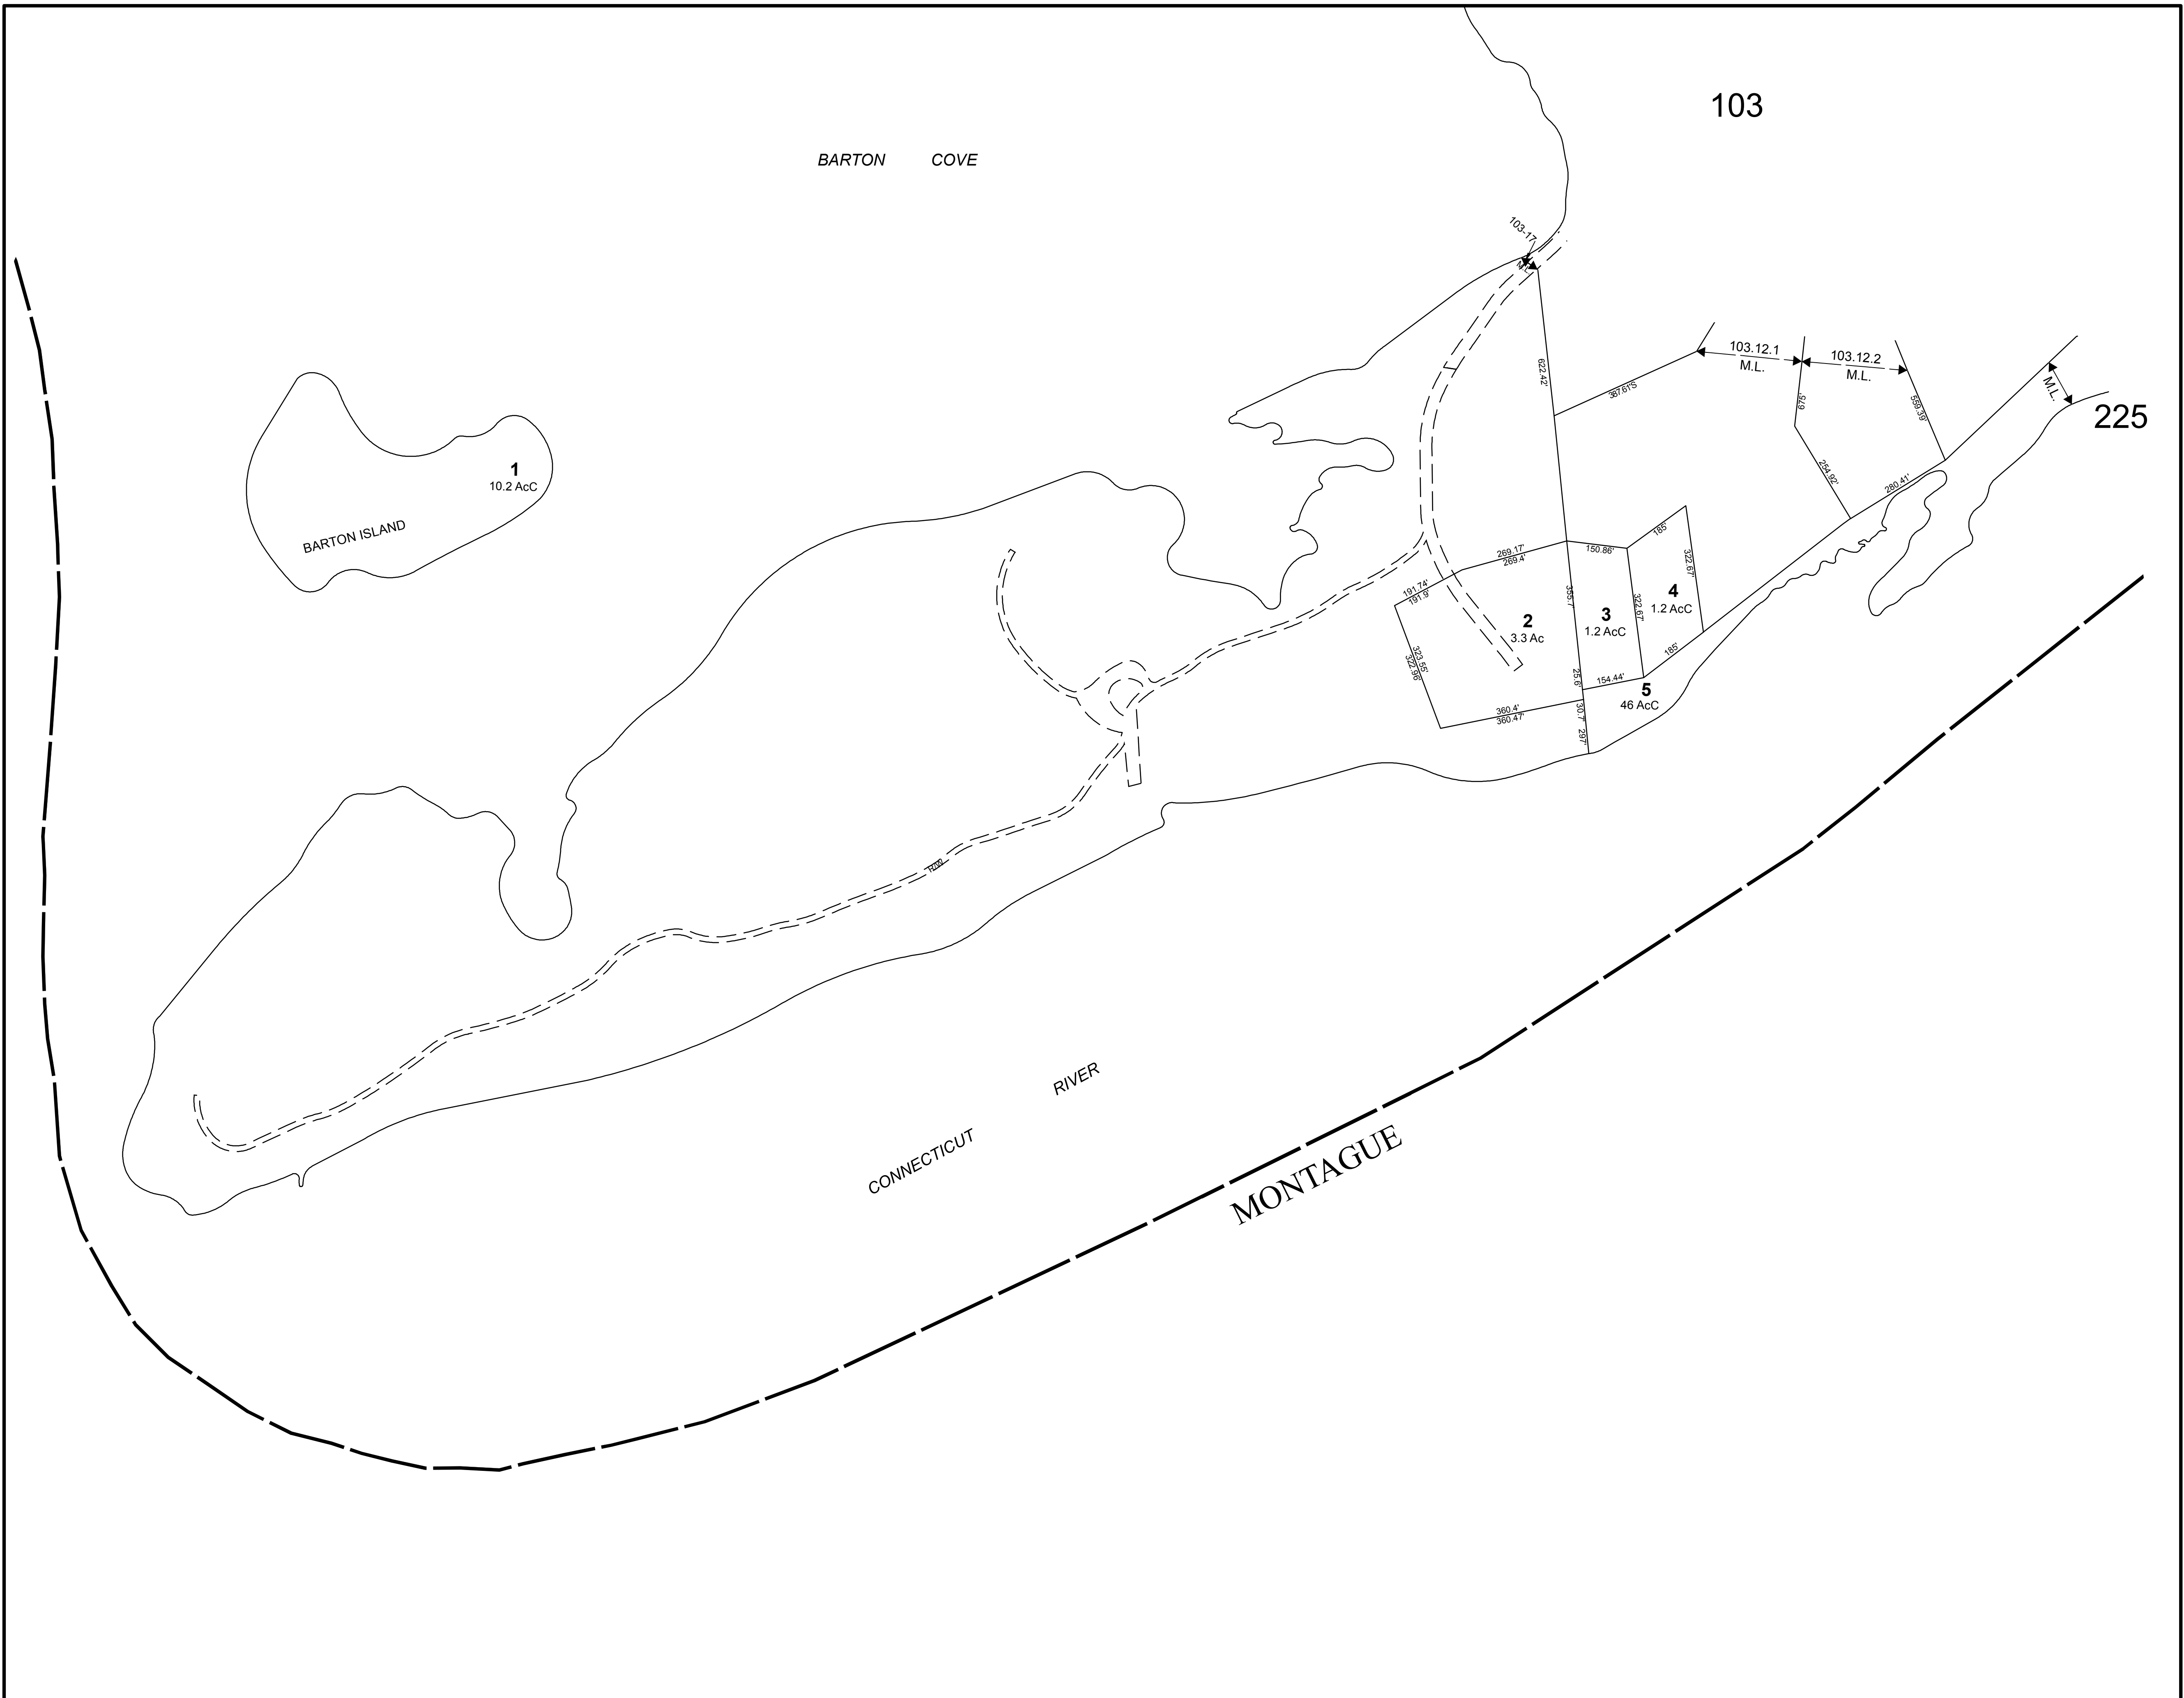 103
BARTON COVE
103-17
M.L.
622.42'
387.61'S
103.12.1
M.L.
103.12.2
M.L.
675'
559.39'
M.L.
225
254.92'
280.41'
1
10.2 AcC
BARTON ISLAND
269.17'
269.4'
150.86'
185'
322.67'
191.74'
191.9'
355.7'
322.67'
2
3.3 Ac
3
1.2 AcC
4
1.2 AcC
323.55'
322.96'
25.6'
154.44'
185'
5
46 AcC
360.4'
360.47'
30.7'
297'
RIVER
CONNECTICUT
MONTAGUE